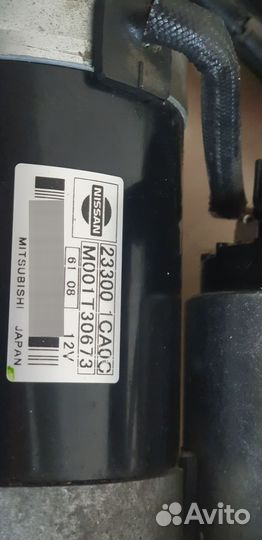 NISSAN
23300 1CA0C
M001T30673
61 08 12V
MITSUBISHI JAPAN
Avito